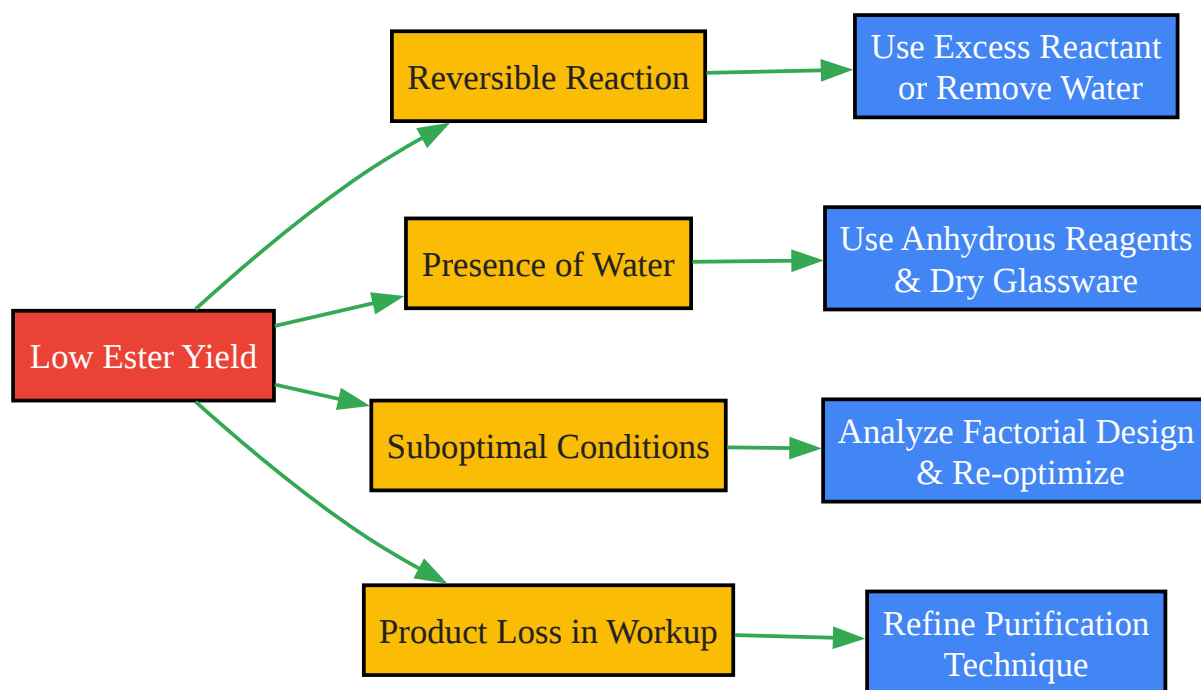 Low Ester Yield
Reversible Reaction
Use Excess Reactant
or Remove Water
Presence of Water
Use Anhydrous Reagents
& Dry Glassware
Suboptimal Conditions
Analyze Factorial Design
& Re-optimize
Product Loss in Workup
Refine Purification
Technique